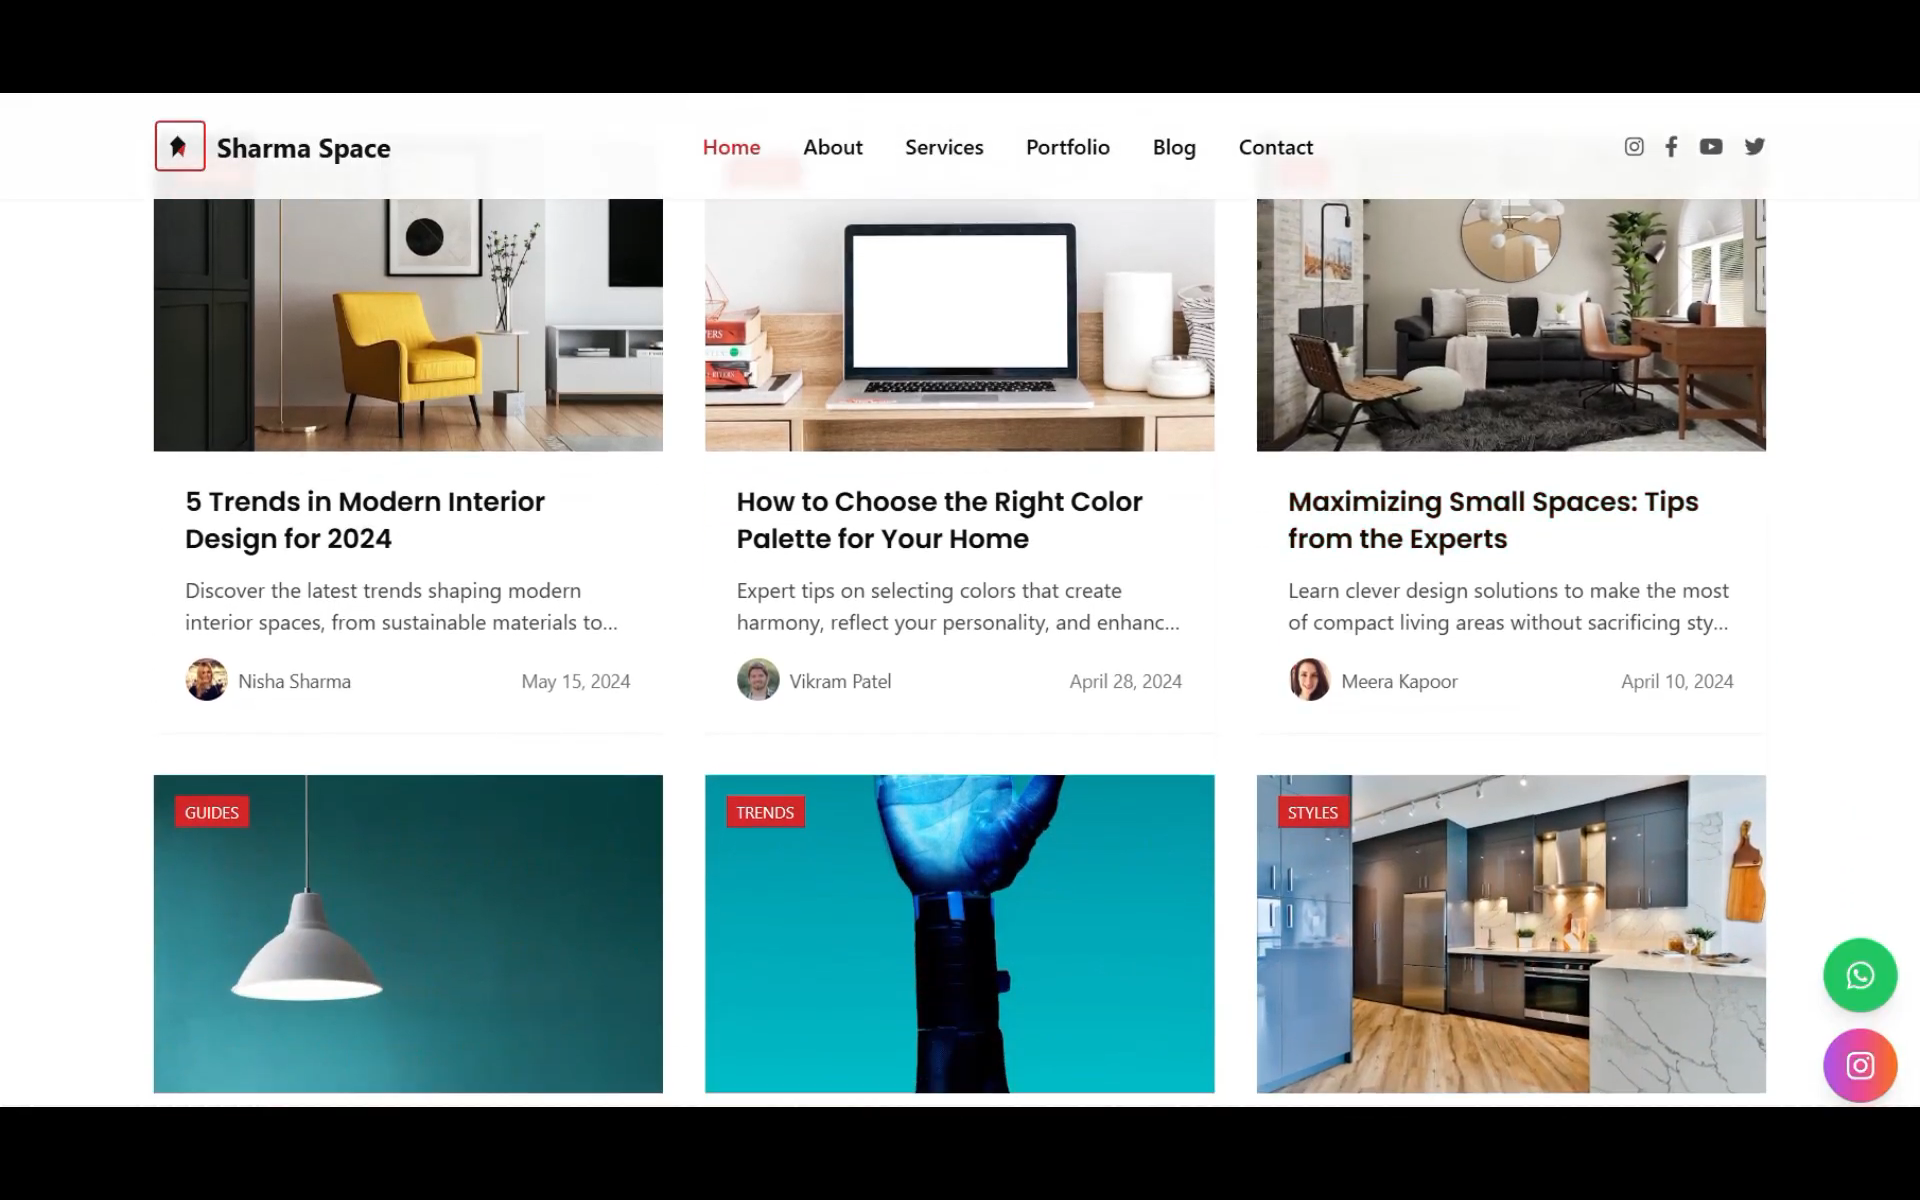 Sharma Space
Home
About
Services
Portfolio
Blog
Contact
5 Trends in Modern Interior
Design for 2024
Discover the latest trends shaping modern
interior spaces, from sustainable materials to...
Nisha Sharma
May 15, 2024
How to Choose the Right Color
Palette for Your Home
Expert tips on selecting colors that create
harmony, reflect your personality, and enhanc...
Vikram Patel
April 28, 2024
Maximizing Small Spaces: Tips
from the Experts
Learn clever design solutions to make the most
of compact living areas without sacrificing sty...
Meera Kapoor
April 10, 2024
GUIDES
TRENDS
STYLES